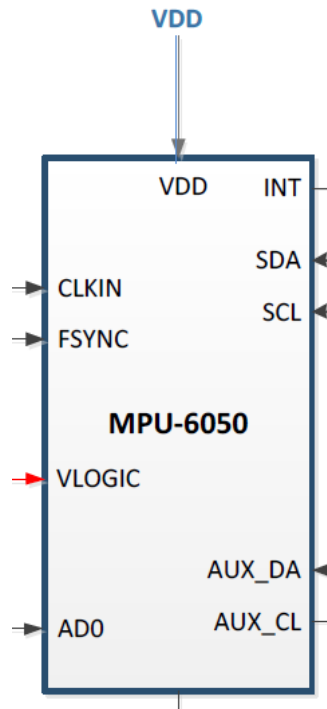 VDD
VDD
INT
SDA
SCL
CLKIN
FSYNC
MPU-6050
VLOGIC
AUX_DA
AUX_CL
AD0